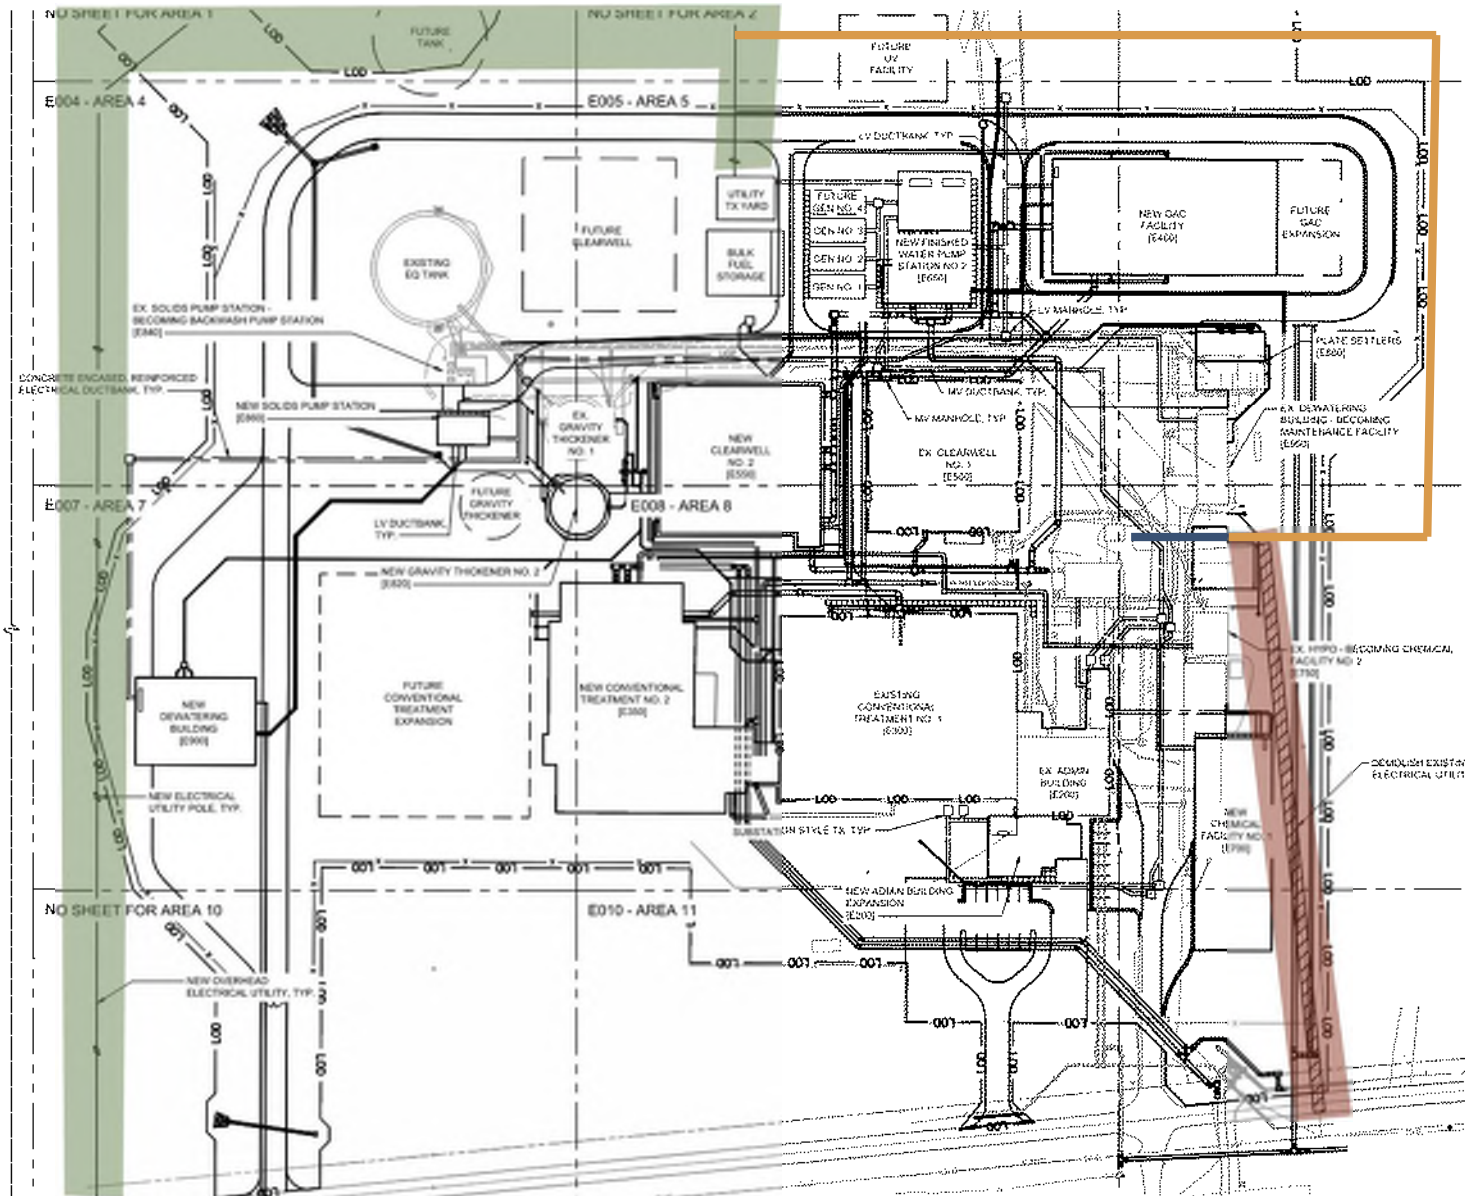 NO SHEET FOR AREA 1
NO SHEET FOR AREA 2
FUTURE
TANK
FUTURE
UV
FACILITY
LOD
LOD
E004 - AREA 4
E005 - AREA 5
LV DUCTBANK, TYP.
UTILITY
TX YARD
FUTURE
GEN NO. 4
GEN NO. 3
GEN NO. 2
GEN NO. 1
NEW FINISHED
WATER PUMP
STATION NO. 2
[E650]
NEW GAC
FACILITY
[E400]
FUTURE
GAC
EXPANSION
FUTURE
CLEARWELL
BULK
FUEL
STORAGE
EXISTING
EQ TANK
EX. SOLIDS PUMP STATION -
BECOMING BACKWASH PUMP STATION
[E840]
LV MANHOLE, TYP.
PLATE SETTLERS
[E880]
CONCRETE ENCASED, REINFORCED
ELECTRICAL DUCTBANK, TYP.
NEW SOLIDS PUMP STATION
[E860]
EX.
GRAVITY
THICKENER
NO. 1
MV DUCTBANK, TYP.
MV MANHOLE, TYP.
EX. DEWATERING
BUILDING - BECOMING
MAINTENANCE FACILITY
[E950]
NEW
CLEARWELL
NO. 2
[E550]
EX. CLEARWELL
NO. 1
[E500]
E007 - AREA 7
FUTURE
GRAVITY
THICKENER
E008 - AREA 8
LV DUCTBANK,
TYP.
NEW GRAVITY THICKENER NO. 2
[E820]
EX. HYPO - BECOMING CHEMICAL
FACILITY NO. 2
[E750]
FUTURE
CONVENTIONAL
TREATMENT
EXPANSION
NEW CONVENTIONAL
TREATMENT NO. 2
[E350]
EXISTING
CONVENTIONAL
TREATMENT NO. 1
[E300]
NEW
DEWATERING
BUILDING
[E900]
EX. ADMIN
BUILDING
[E200]
DEMOLISH EXISTIN
ELECTRICAL UTILIT
NEW ELECTRICAL
UTILITY POLE, TYP.
SUBSTATION STYLE TX, TYP.
NEW
CHEMICAL
FACILITY NO. 1
[E700]
NEW ADMIN BUILDING
EXPANSION
[E200]
NO SHEET FOR AREA 10
E010 - AREA 11
NEW OVERHEAD
ELECTRICAL UTILITY, TYP.